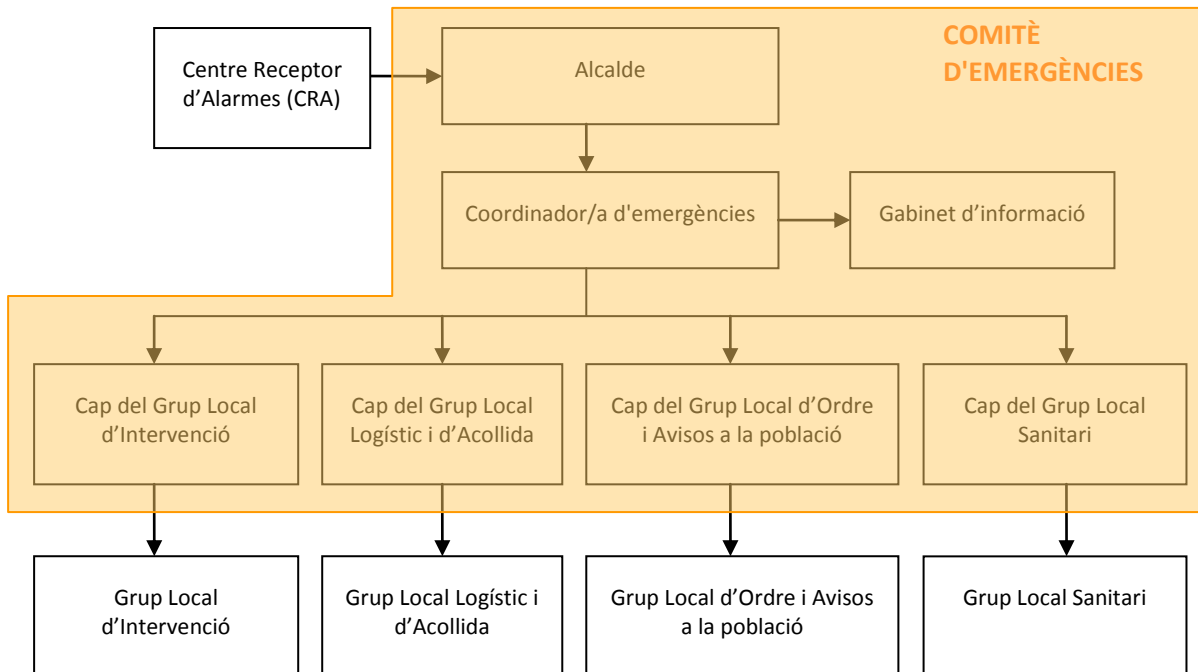 COMITÈ
D'EMERGÈNCIES
Centre Receptor
d’Alarmes (CRA)
Alcalde
Coordinador/a d'emergències
Gabinet d’informació
Cap del Grup Local
d’Intervenció
Cap del Grup Local
Logístic i d’Acollida
Cap del Grup Local d’Ordre
i Avisos a la població
Cap del Grup Local
Sanitari
Grup Local
d’Intervenció
Grup Local Logístic i
d’Acollida
Grup Local d’Ordre i Avisos
a la població
Grup Local Sanitari